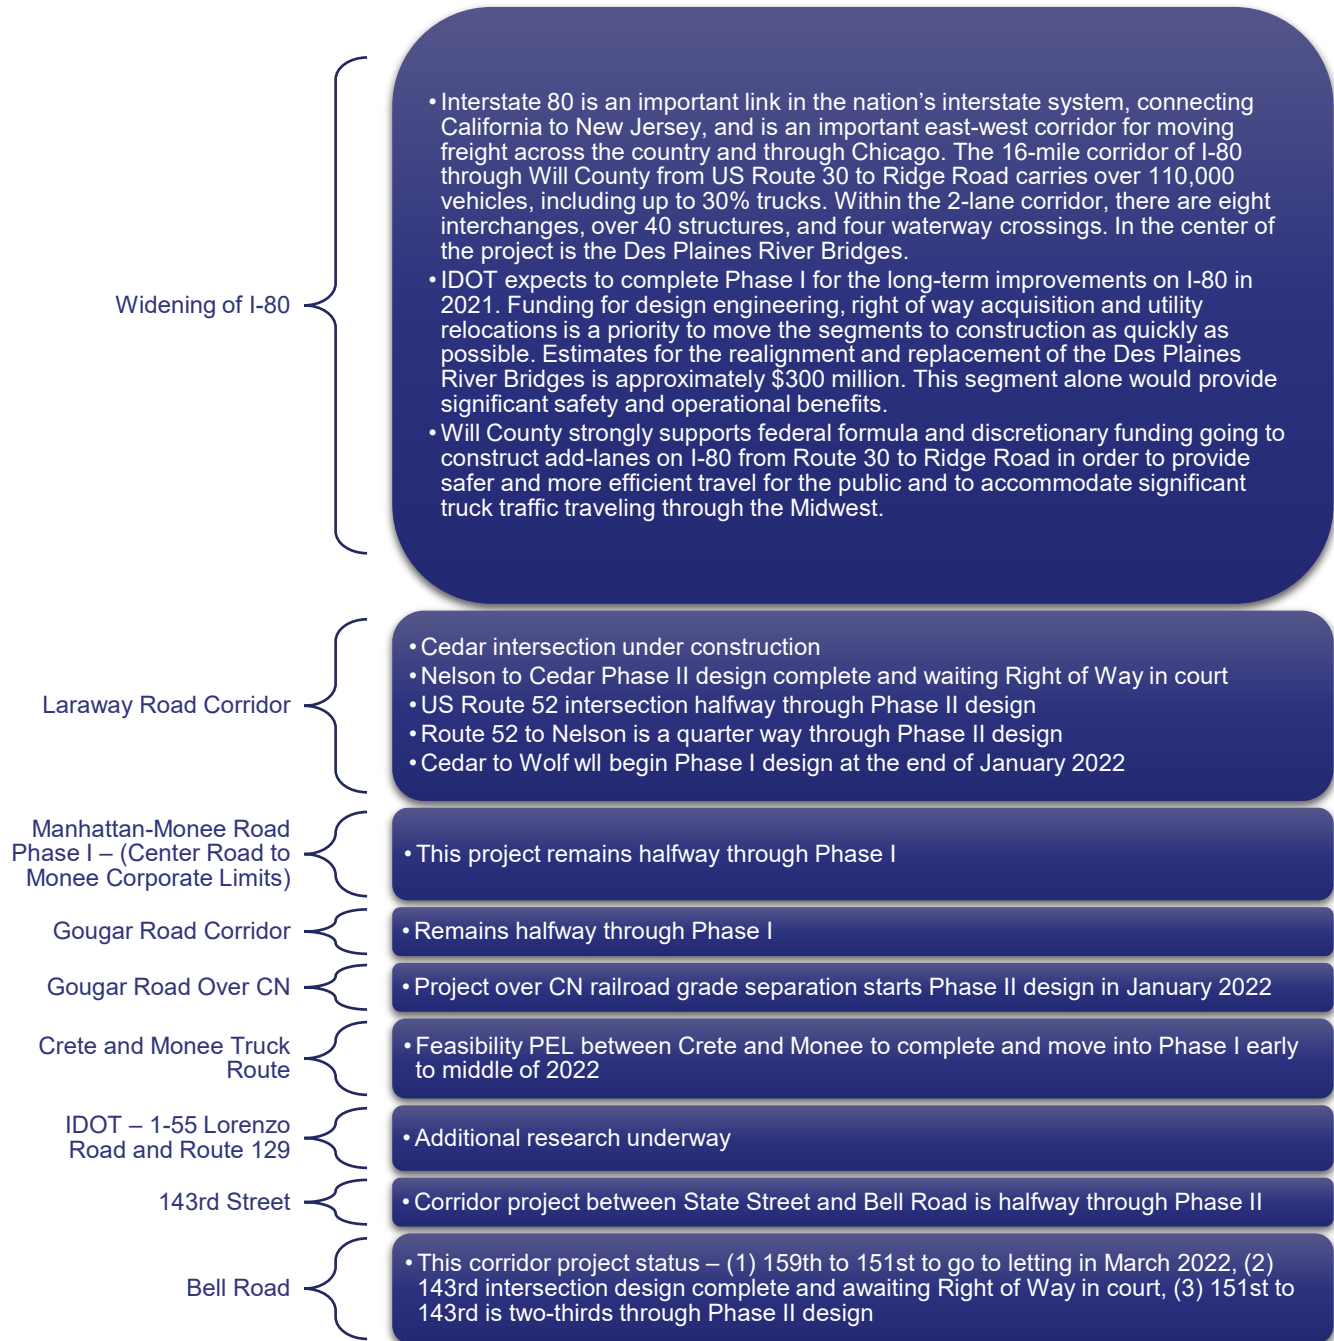 Widening of I-80
• Interstate 80 is an important link in the nation’s interstate system, connecting
California to New Jersey, and is an important east-west corridor for moving
freight across the country and through Chicago. The 16-mile corridor of I-80
through Will County from US Route 30 to Ridge Road carries over 110,000
vehicles, including up to 30% trucks. Within the 2-lane corridor, there are eight
interchanges, over 40 structures, and four waterway crossings. In the center of
the project is the Des Plaines River Bridges.
• IDOT expects to complete Phase I for the long-term improvements on I-80 in
2021. Funding for design engineering, right of way acquisition and utility
relocations is a priority to move the segments to construction as quickly as
possible. Estimates for the realignment and replacement of the Des Plaines
River Bridges is approximately $300 million. This segment alone would provide
significant safety and operational benefits.
• Will County strongly supports federal formula and discretionary funding going to
construct add-lanes on I-80 from Route 30 to Ridge Road in order to provide
safer and more efficient travel for the public and to accommodate significant
truck traffic traveling through the Midwest.
Laraway Road Corridor
• Cedar intersection under construction
• Nelson to Cedar Phase II design complete and waiting Right of Way in court
• US Route 52 intersection halfway through Phase II design
• Route 52 to Nelson is a quarter way through Phase II design
• Cedar to Wolf wll begin Phase I design at the end of January 2022
Manhattan-Monee Road
Phase I – (Center Road to
Monee Corporate Limits)
• This project remains halfway through Phase I
Gougar Road Corridor
• Remains halfway through Phase I
Gougar Road Over CN
• Project over CN railroad grade separation starts Phase II design in January 2022
Crete and Monee Truck
Route
• Feasibility PEL between Crete and Monee to complete and move into Phase I early
to middle of 2022
IDOT – 1-55 Lorenzo
Road and Route 129
• Additional research underway
143rd Street
• Corridor project between State Street and Bell Road is halfway through Phase II
Bell Road
• This corridor project status – (1) 159th to 151st to go to letting in March 2022, (2)
143rd intersection design complete and awaiting Right of Way in court, (3) 151st to
143rd is two-thirds through Phase II design